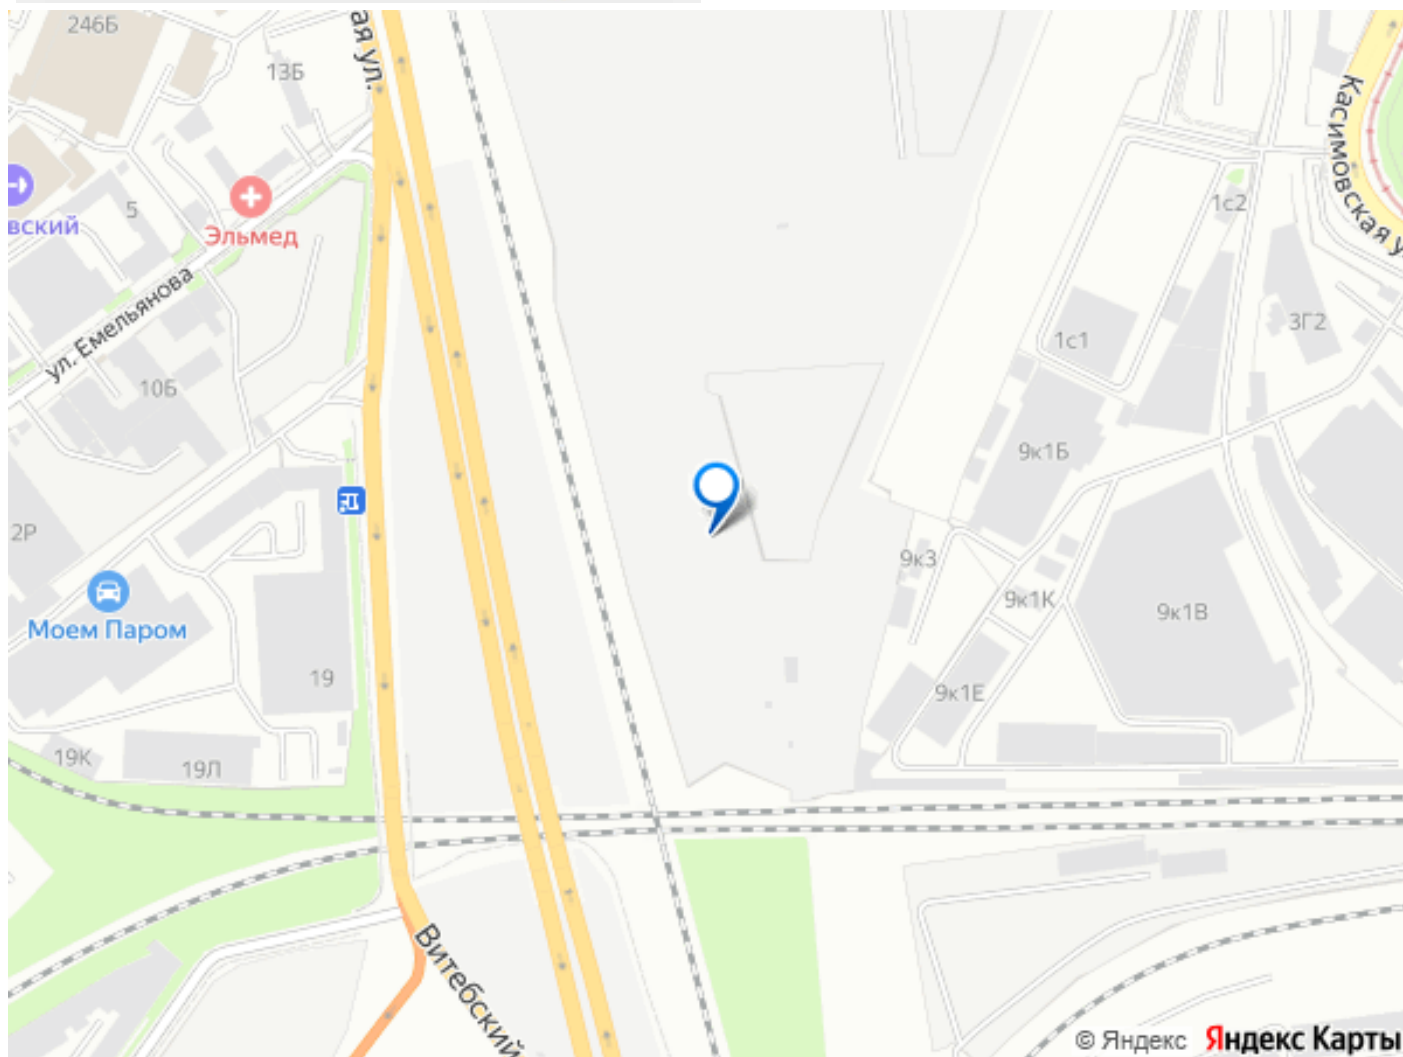 246Б
ая ул.
13Б
Касимовская у
5
вский
Эльмед
1с2
ул. Емельянова
3Г2
1с1
10Б
9к1Б
2Р
9к3
Моем Паром
9к1К
9к1В
19
9к1Е
19К
19Л
Витебский
© Яндекс Яндекс Карты